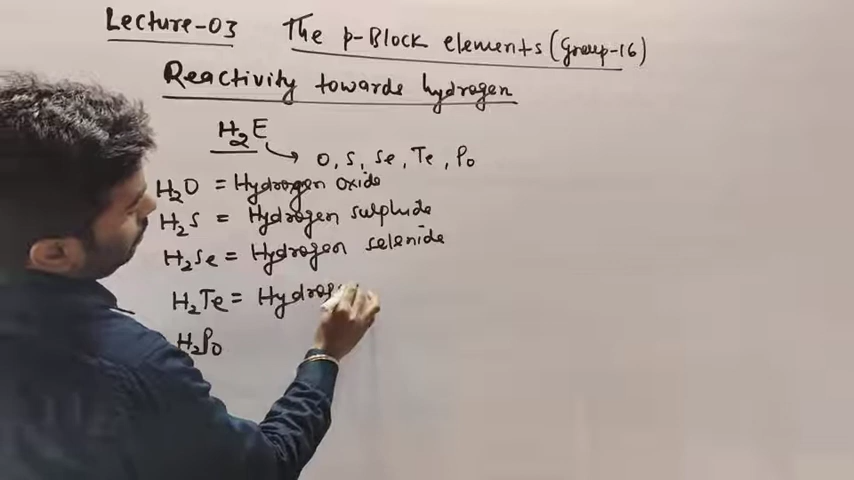 Lecture-03 The p-Block elements (Group-16)
Reactivity towards hydrogen
H₂E
O, S, Se, Te, Po
H₂O = Hydrogen oxide
H₂S = Hydrogen sulphide
H₂Se = Hydrogen selenide
H₂Te = Hydrog
H₂Po